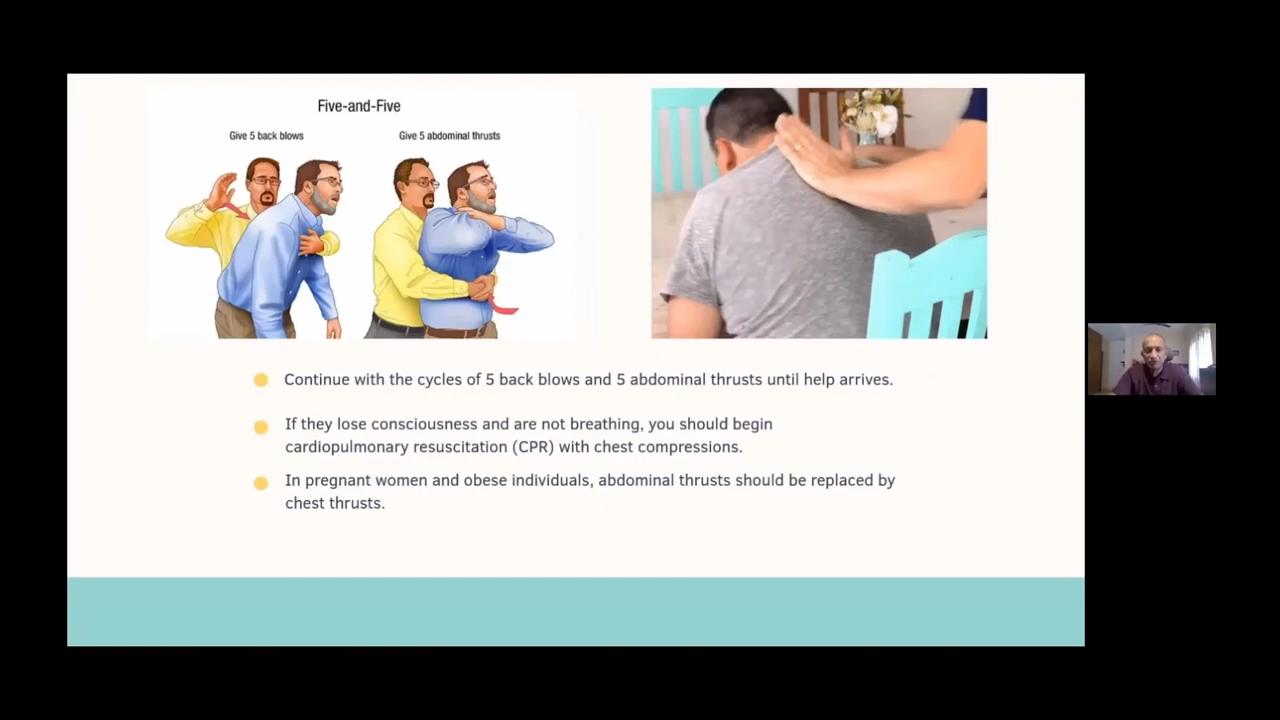 Five-and-Five
Give 5 back blows
Give 5 abdominal thrusts
Continue with the cycles of 5 back blows and 5 abdominal thrusts until help arrives.
If they lose consciousness and are not breathing, you should begin
cardiopulmonary resuscitation (CPR) with chest compressions.
In pregnant women and obese individuals, abdominal thrusts should be replaced by
chest thrusts.